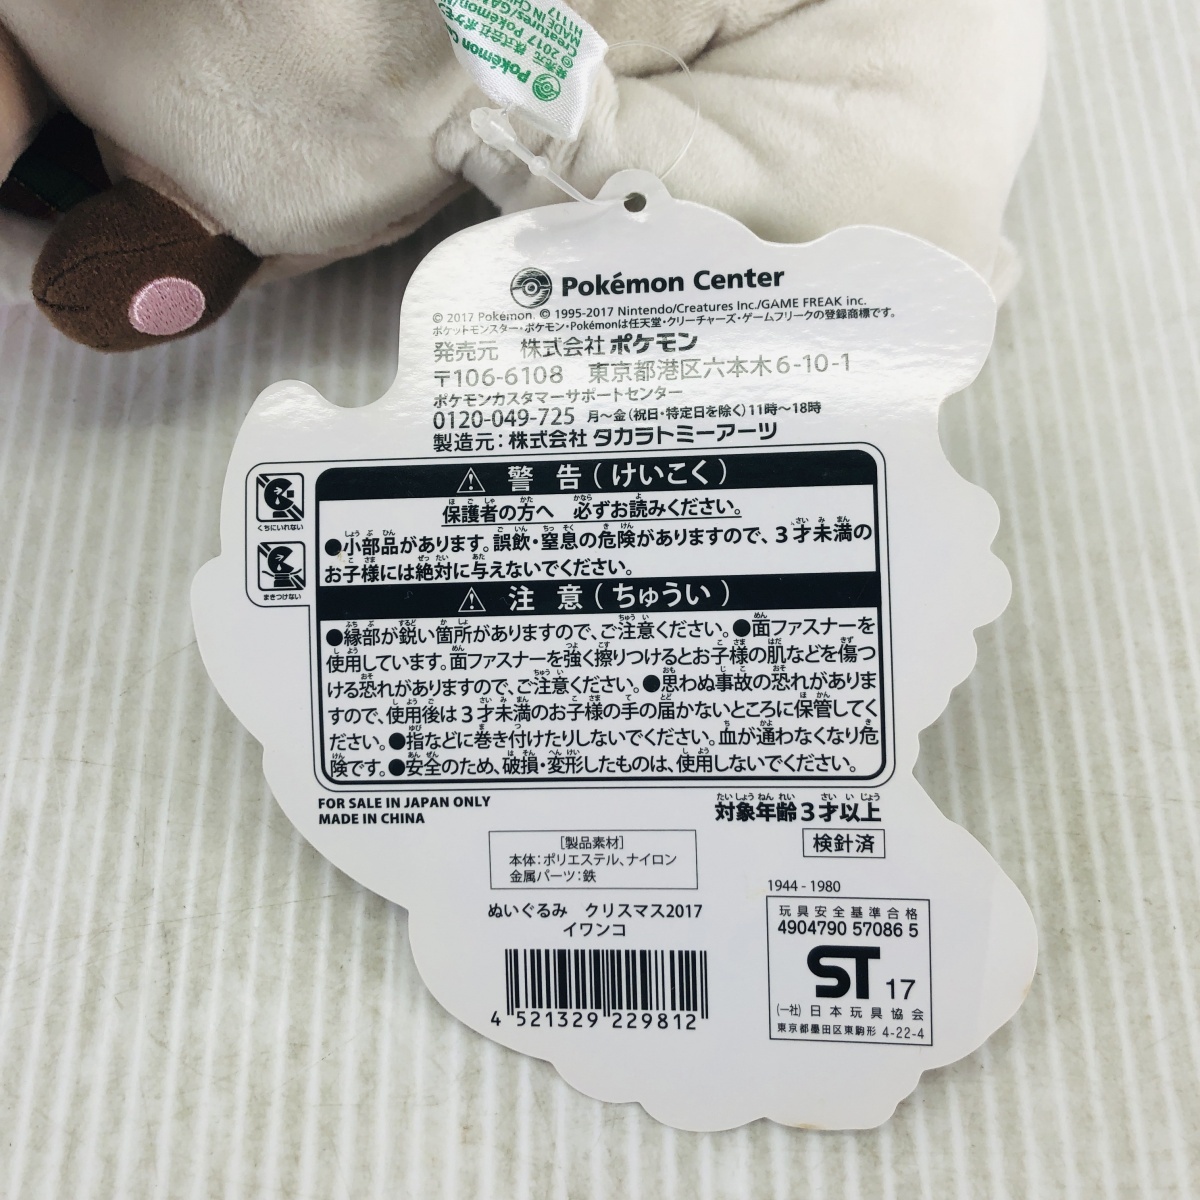 Pokémon Center
© 2017 Pokémon. © 1995-2017 Nintendo/Creatures Inc./GAME FREAK inc.
ポケットモンスター・ポケモン・Pokémonは任天堂・クリーチャーズ・ゲームフリークの登録商標です。
発売元　株式会社ポケモン
〒106-6108　東京都港区六本木6-10-1
ポケモンカスタマーサポートセンター
0120-049-725 月～金(祝日・特定日を除く)11時～18時
製造元：株式会社 タカラトミーアーツ
くちにいれない
まきつけない
⚠ 警 告 ( けいこく )
保護者の方へ　必ずお読みください。
●小部品があります。誤飲・窒息の危険がありますので、3才未満の
お子様には絶対に与えないでください。
⚠ 注 意 ( ちゅうい )
●縁部が鋭い箇所がありますので、ご注意ください。●面ファスナーを
使用しています。面ファスナーを強く擦りつけるとお子様の肌などを傷つ
ける恐れがありますので、ご注意ください。●思わぬ事故の恐れがありま
すので、使用後は3才未満のお子様の手の届かないところに保管してく
ださい。●指などに巻き付けたりしないでください。血が通わなくなり危
険です。●安全のため、破損・変形したものは、使用しないでください。
FOR SALE IN JAPAN ONLY
MADE IN CHINA
対象年齢3才以上
検針済
[製品素材]
本体：ポリエステル、ナイロン
金属パーツ：鉄
ぬいぐるみ　クリスマス2017
イワンコ
4 521329 229812
1944 - 1980
玩具安全基準合格
4904790 57086 5
ST 17
(一社) 日本玩具協会
東京都墨田区東駒形 4-22-4